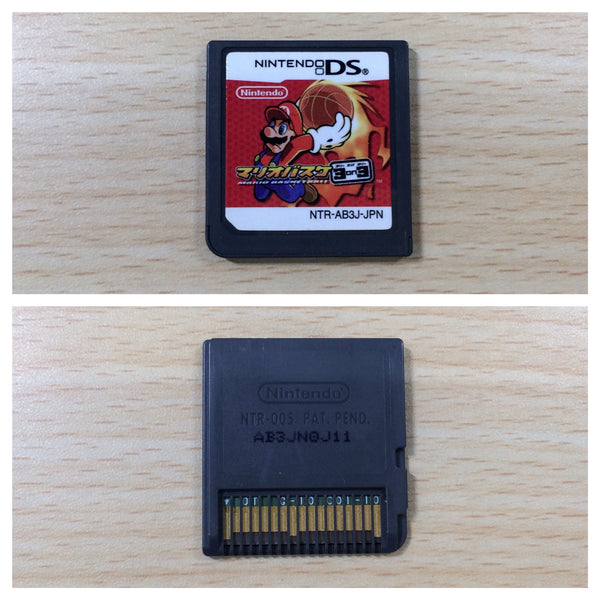 NINTENDO DS®
Nintendo
マリオバスケ 3on3
MARIO BASKETBALL TM
NTR-AB3J-JPN
Nintendo
NTR-005 PAT. PEND.
AB3JN0J11